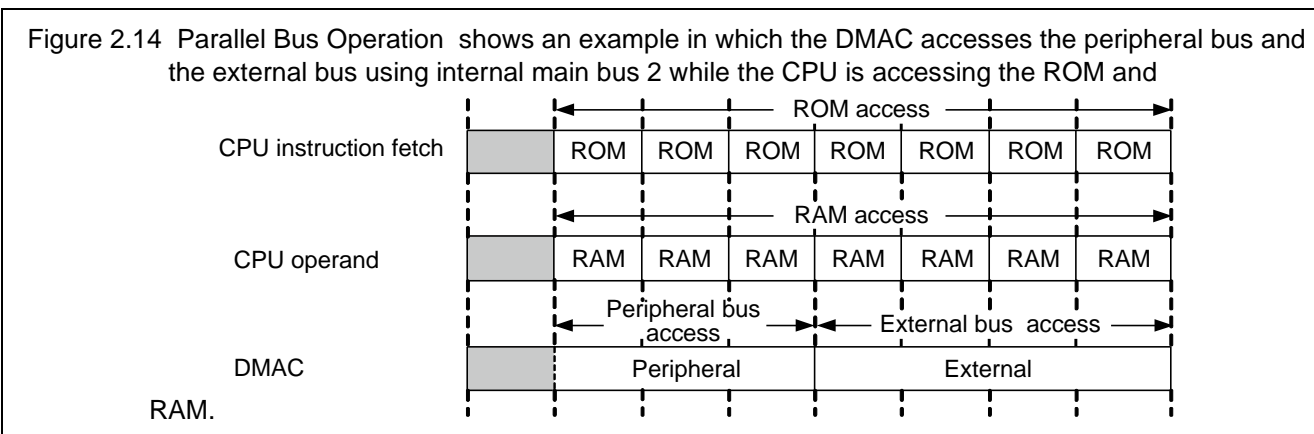 Figure 2.14 Parallel Bus Operation shows an example in which the DMAC accesses the peripheral bus and
the external bus using internal main bus 2 while the CPU is accessing the ROM and
ROM access
CPU instruction fetch ROM ROM ROM ROM ROM ROM ROM
RAM access
CPU operand RAM RAM RAM RAM RAM RAM RAM
Peripheral bus
access External bus access
DMAC Peripheral External
RAM.